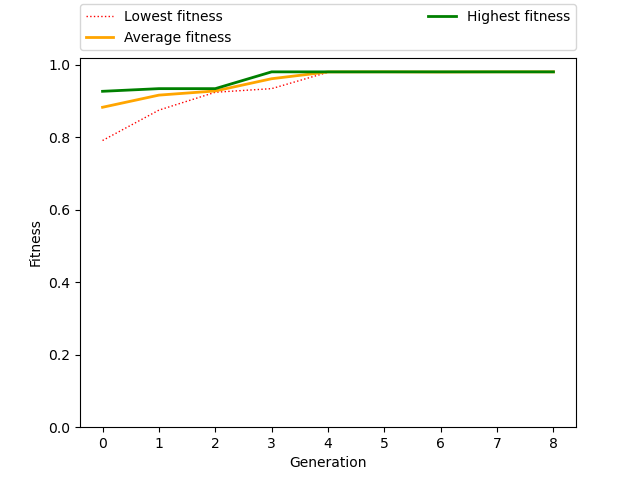 Lowest fitness
Average fitness
Highest fitness
1.0
0.8
0.6
0.4
0.2
0.0
Fitness
0 1 2 3 4 5 6 7 8
Generation